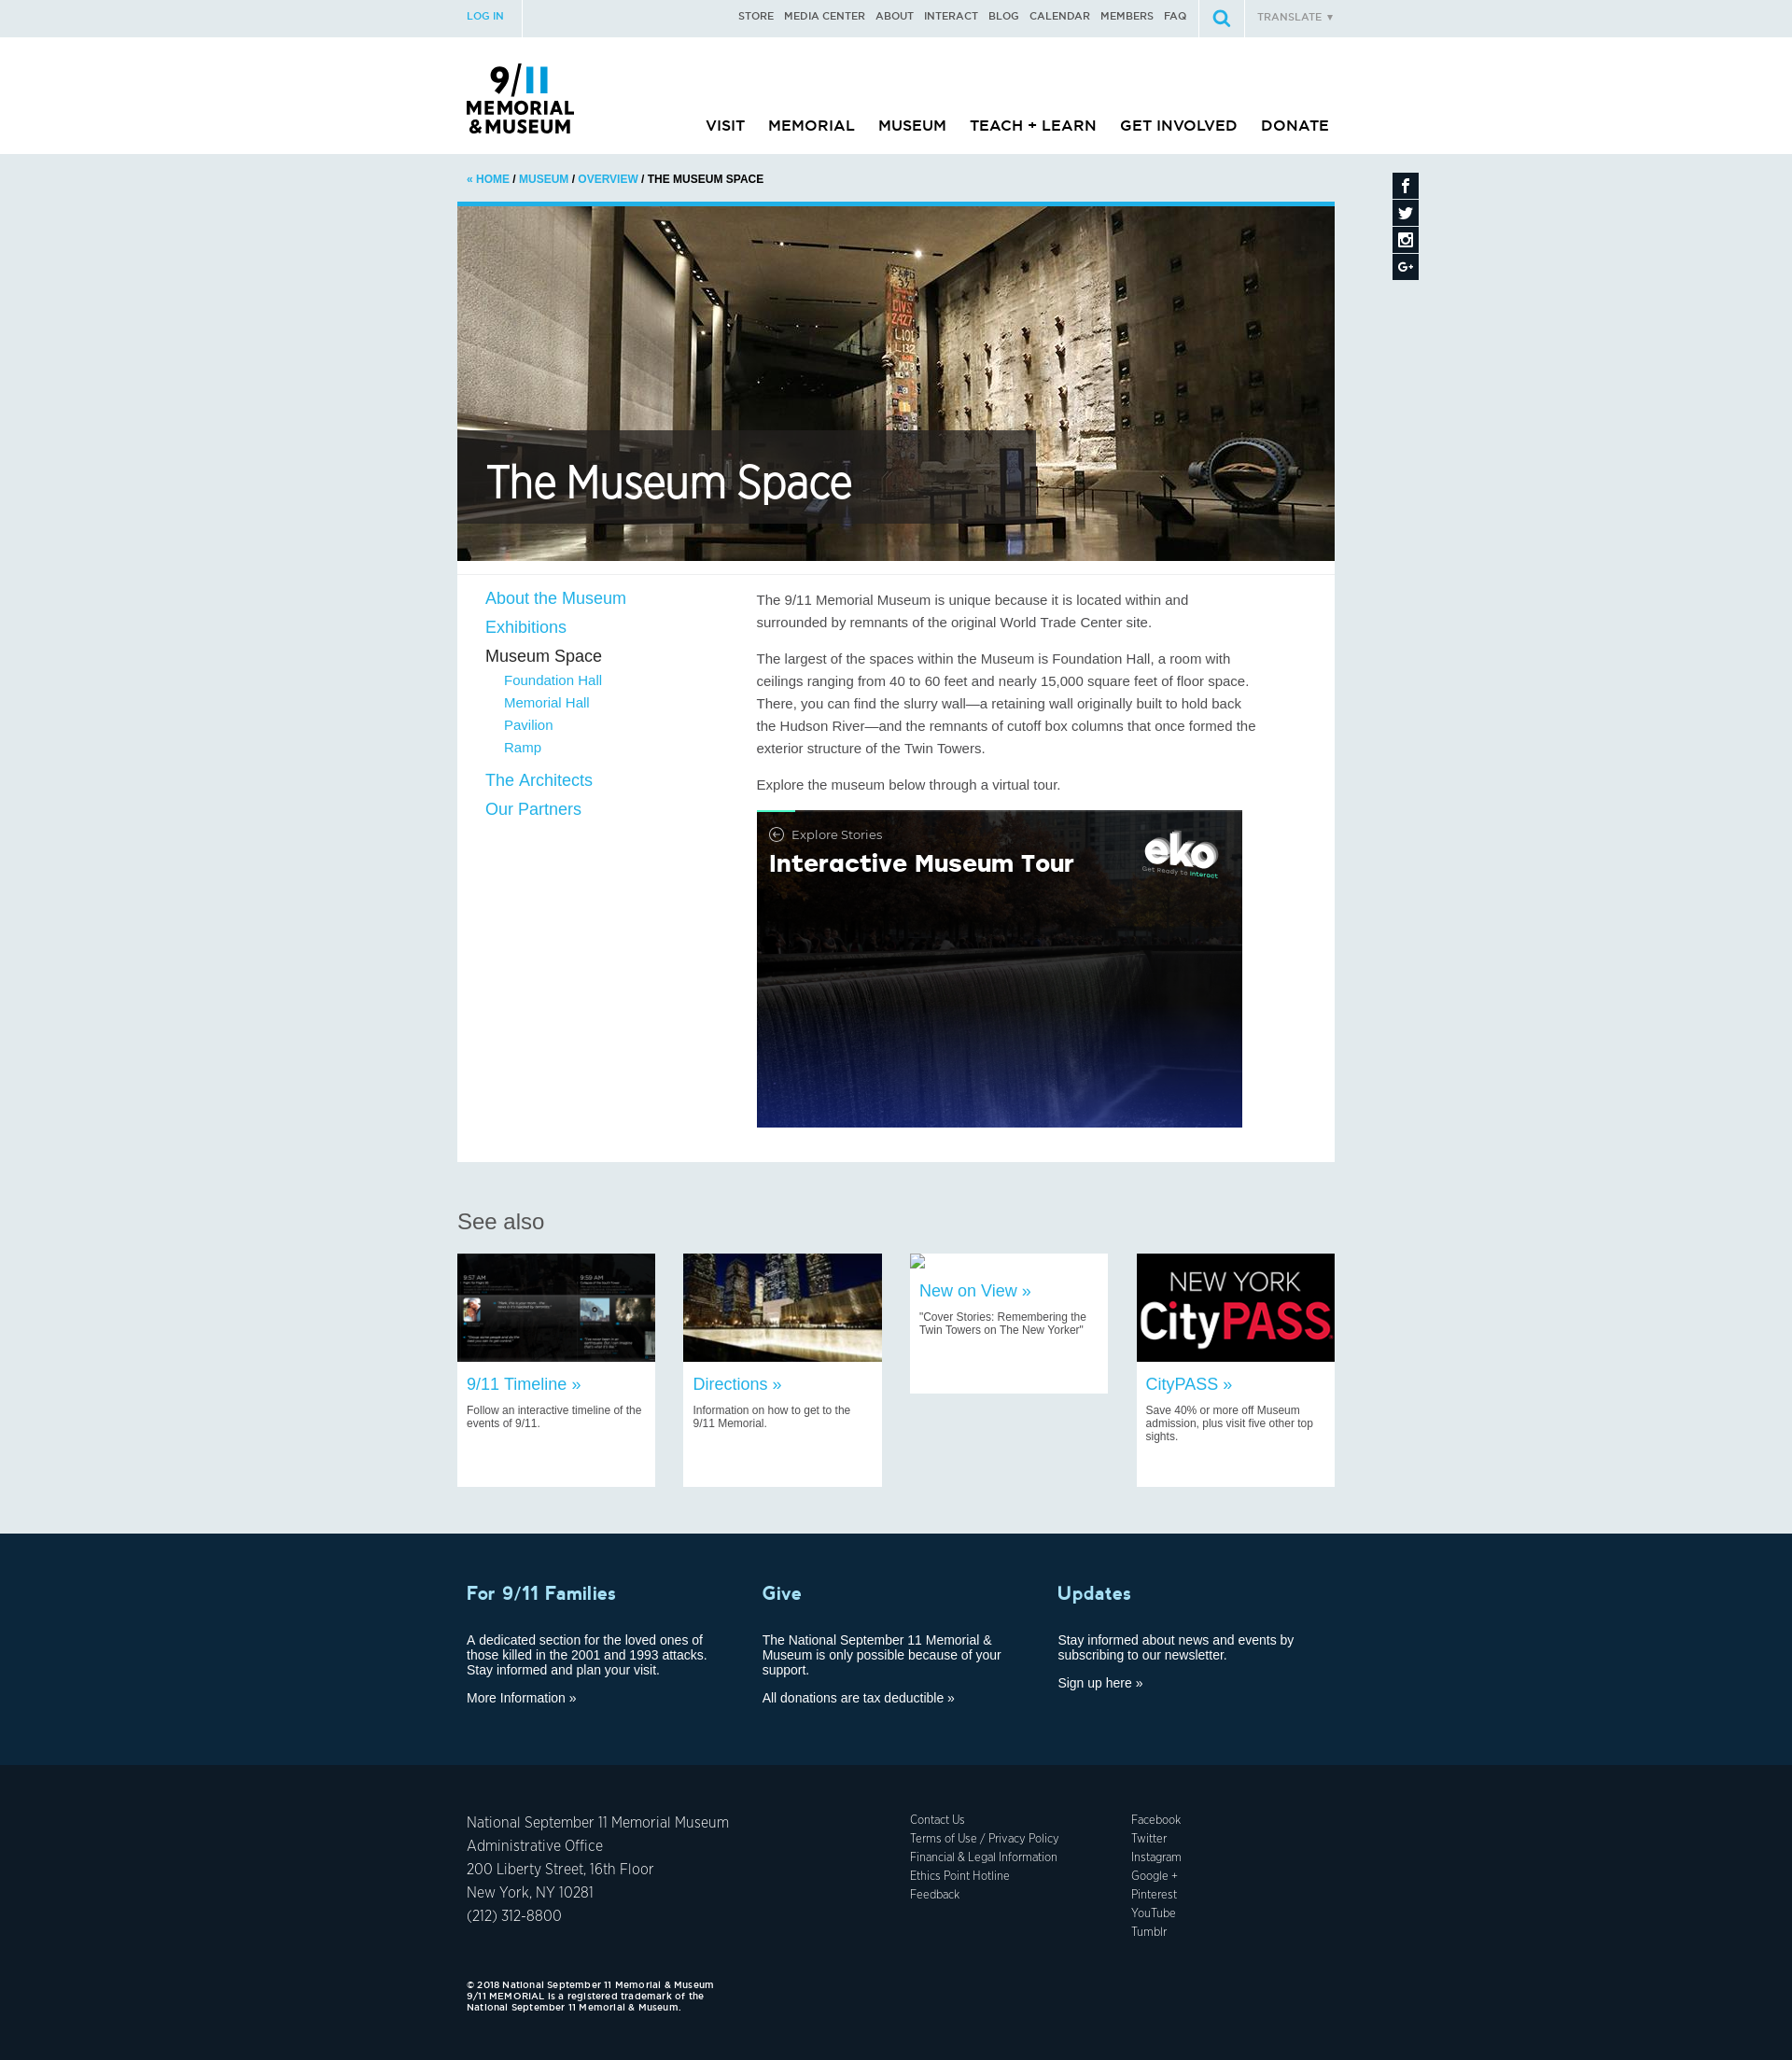 LOG IN
STORE MEDIA CENTER ABOUT INTERACT BLOG CALENDAR MEMBERS FAQ
TRANSLATE ▼
9/11
MEMORIAL
& MUSEUM
VISIT MEMORIAL MUSEUM TEACH + LEARN GET INVOLVED DONATE
« HOME / MUSEUM / OVERVIEW / THE MUSEUM SPACE
PAPD
37
CIVS
2427
L101
L132
The Museum Space
About the Museum
Exhibitions
Museum Space
Foundation Hall
Memorial Hall
Pavilion
Ramp
The Architects
Our Partners
The 9/11 Memorial Museum is unique because it is located within and
surrounded by remnants of the original World Trade Center site.
The largest of the spaces within the Museum is Foundation Hall, a room with
ceilings ranging from 40 to 60 feet and nearly 15,000 square feet of floor space.
There, you can find the slurry wall—a retaining wall originally built to hold back
the Hudson River—and the remnants of cutoff box columns that once formed the
exterior structure of the Twin Towers.
Explore the museum below through a virtual tour.
Explore Stories
Interactive Museum Tour
eko
Get Ready to Interact
See also
9:57 AM
9:59 AM
9/11 Timeline »
Follow an interactive timeline of the
events of 9/11.
Directions »
Information on how to get to the
9/11 Memorial.
New on View »
"Cover Stories: Remembering the
Twin Towers on The New Yorker"
NEW YORK
CityPASS
CityPASS »
Save 40% or more off Museum
admission, plus visit five other top
sights.
For 9/11 Families
A dedicated section for the loved ones of
those killed in the 2001 and 1993 attacks.
Stay informed and plan your visit.
More Information »
Give
The National September 11 Memorial &
Museum is only possible because of your
support.
All donations are tax deductible »
Updates
Stay informed about news and events by
subscribing to our newsletter.
Sign up here »
National September 11 Memorial Museum
Administrative Office
200 Liberty Street, 16th Floor
New York, NY 10281
(212) 312-8800
Contact Us
Terms of Use / Privacy Policy
Financial & Legal Information
Ethics Point Hotline
Feedback
Facebook
Twitter
Instagram
Google +
Pinterest
YouTube
Tumblr
© 2018 National September 11 Memorial & Museum
9/11 MEMORIAL is a registered trademark of the
National September 11 Memorial & Museum.